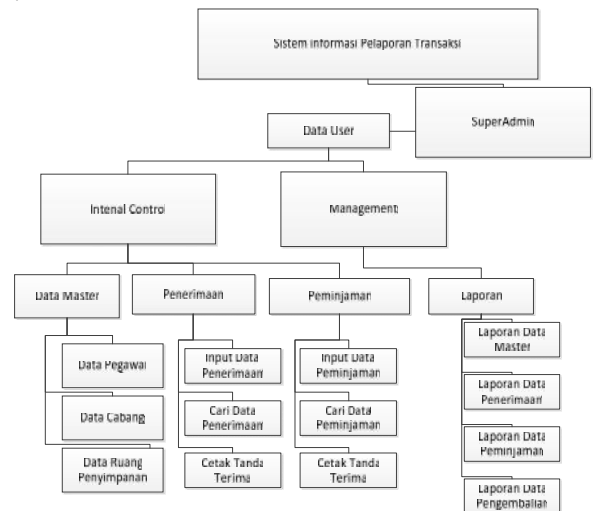 Sistem Informasi Pelaporan Transaksi
SuperAdmin
Data User
Intenal Control
Management
Data Master
Penerimaan
Peminjaman
Laporan
Data Pegawai
Data Cabang
Data Ruang
Penyimpanan
Input Data
Penerimaan
Cari Data
Penerimaan
Cetak Tanda
Terima
Input Data
Peminjaman
Cari Data
Peminjaman
Cetak Tanda
Terima
Laporan Data
Master
Laporan Data
Penerimaan
Laporan Data
Peminjaman
Laporan Data
Pengembalian